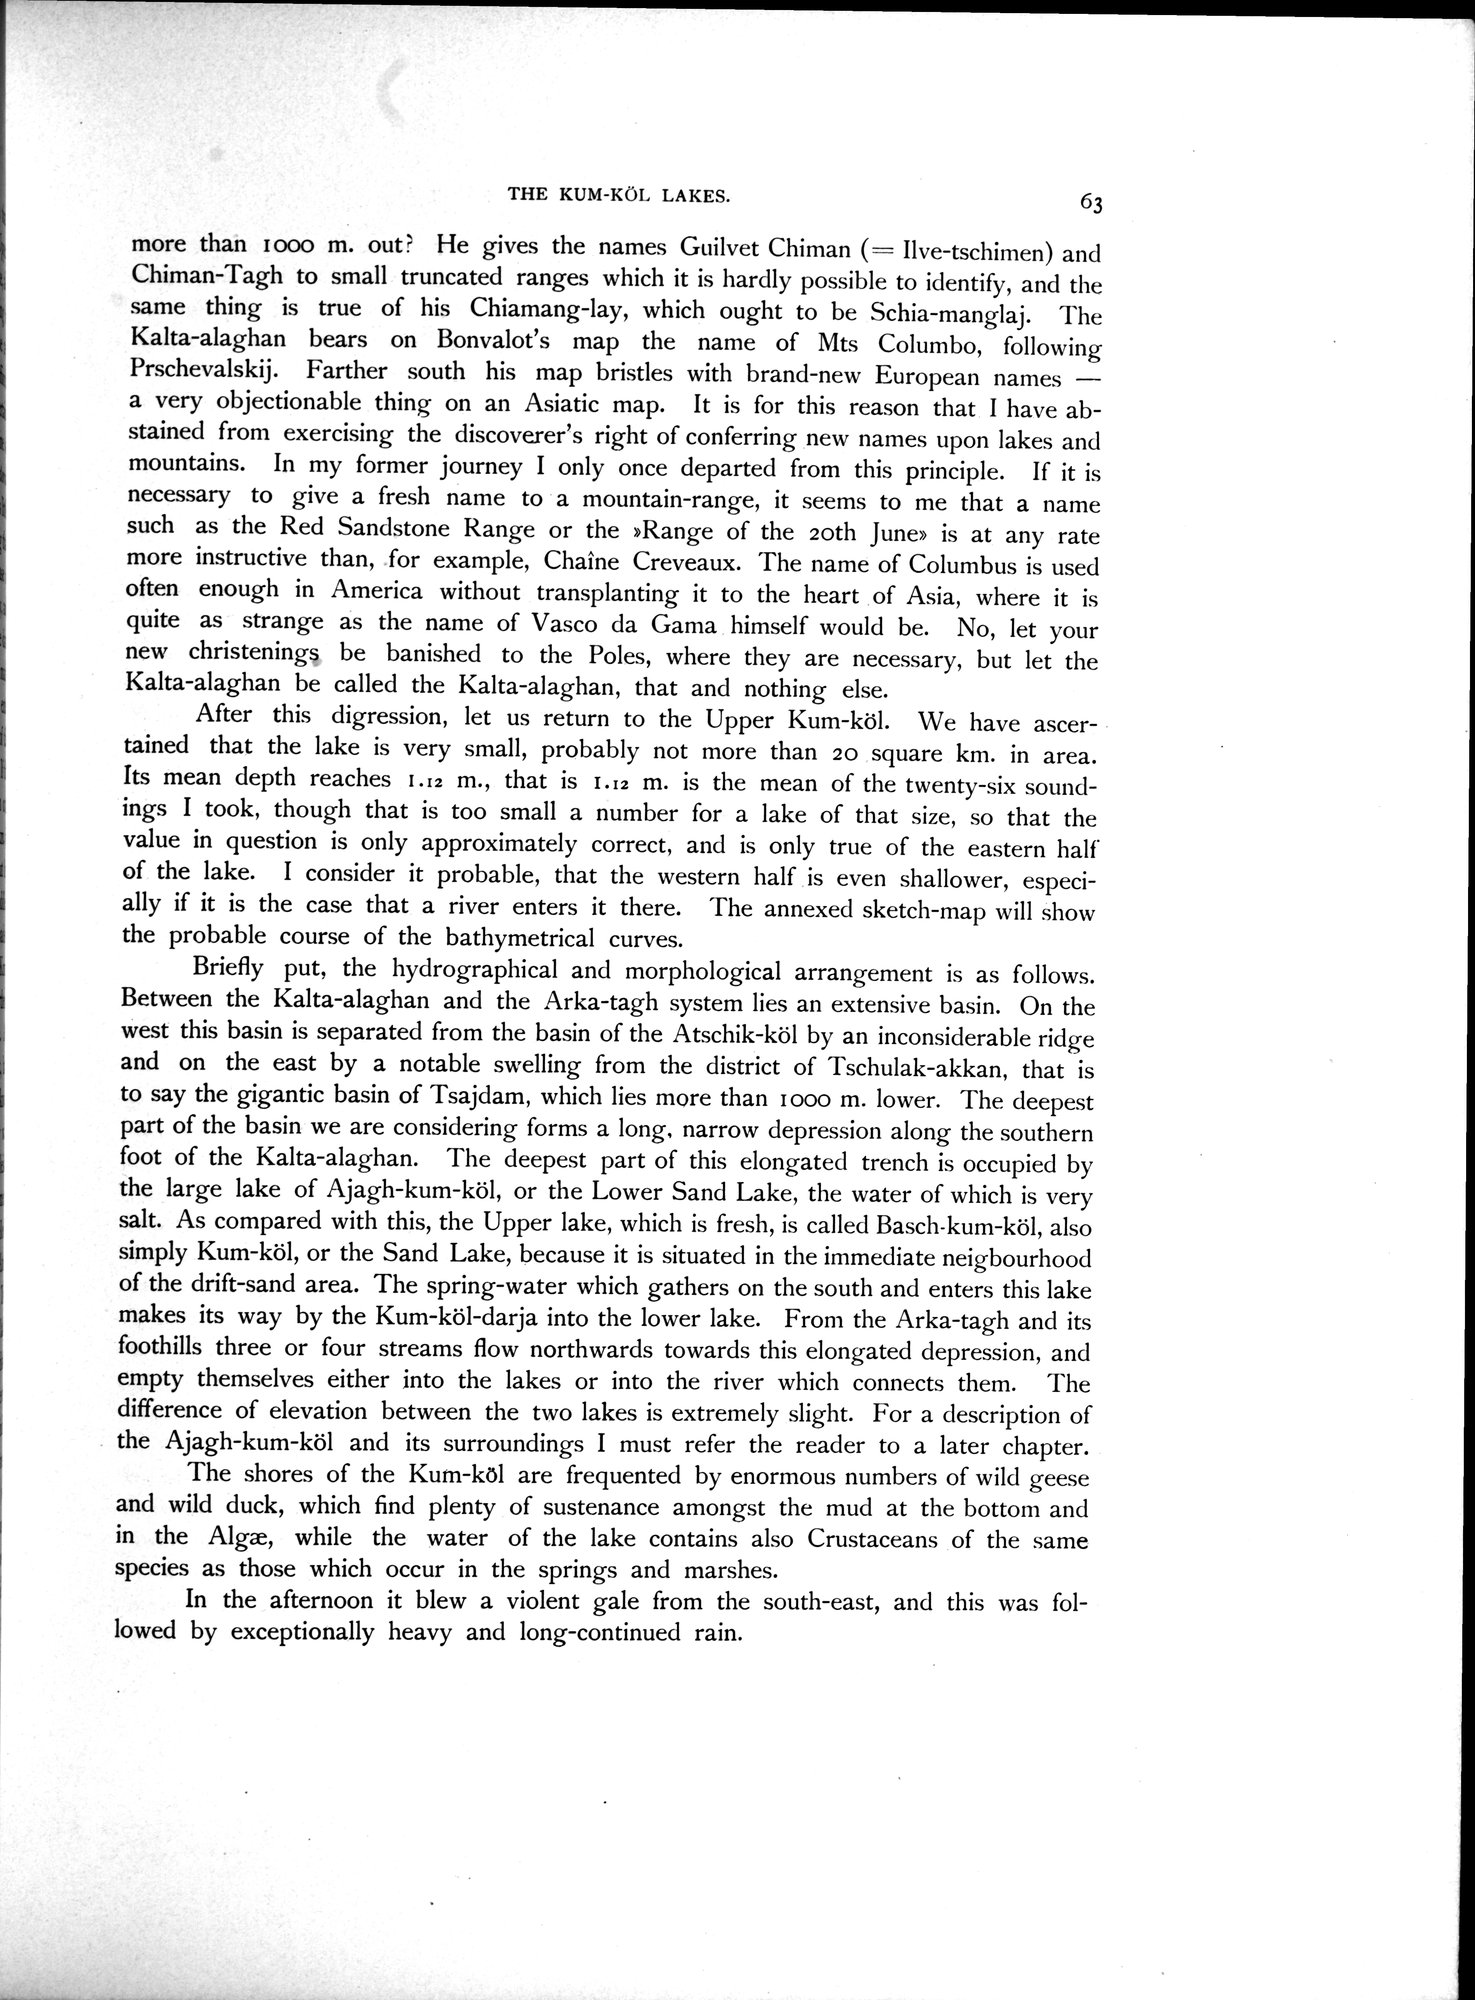 THE KUM-KÖL LAKES. 63
more than 1000 m. out? He gives the names Guilvet Chiman (= Ilve-tschimen) and
Chiman-Tagh to small truncated ranges which it is hardly possible to identify, and the
same thing is true of his Chiamang-lay, which ought to be Schia-manglaj. The
Kalta-alaghan bears on Bonvalot's map the name of Mts Columbo, following
Prschevalskij. Farther south his map bristles with brand-new European names —
a very objectionable thing on an Asiatic map. It is for this reason that I have ab-
stained from exercising the discoverer's right of conferring new names upon lakes and
mountains. In my former journey I only once departed from this principle. If it is
necessary to give a fresh name to a mountain-range, it seems to me that a name
such as the Red Sandstone Range or the »Range of the 20th June» is at any rate
more instructive than, for example, Chaîne Creveaux. The name of Columbus is used
often enough in America without transplanting it to the heart of Asia, where it is
quite as strange as the name of Vasco da Gama himself would be. No, let your
new christenings be banished to the Poles, where they are necessary, but let the
Kalta-alaghan be called the Kalta-alaghan, that and nothing else.
After this digression, let us return to the Upper Kum-köl. We have ascer-
tained that the lake is very small, probably not more than 20 square km. in area.
Its mean depth reaches 1.12 m., that is 1.12 m. is the mean of the twenty-six sound-
ings I took, though that is too small a number for a lake of that size, so that the
value in question is only approximately correct, and is only true of the eastern half
of the lake. I consider it probable, that the western half is even shallower, especi-
ally if it is the case that a river enters it there. The annexed sketch-map will show
the probable course of the bathymetrical curves.
Briefly put, the hydrographical and morphological arrangement is as follows.
Between the Kalta-alaghan and the Arka-tagh system lies an extensive basin. On the
west this basin is separated from the basin of the Atschik-köl by an inconsiderable ridge
and on the east by a notable swelling from the district of Tschulak-akkan, that is
to say the gigantic basin of Tsajdam, which lies more than 1000 m. lower. The deepest
part of the basin we are considering forms a long, narrow depression along the southern
foot of the Kalta-alaghan. The deepest part of this elongated trench is occupied by
the large lake of Ajagh-kum-köl, or the Lower Sand Lake, the water of which is very
salt. As compared with this, the Upper lake, which is fresh, is called Basch-kum-köl, also
simply Kum-köl, or the Sand Lake, because it is situated in the immediate neigbourhood
of the drift-sand area. The spring-water which gathers on the south and enters this lake
makes its way by the Kum-köl-darja into the lower lake. From the Arka-tagh and its
foothills three or four streams flow northwards towards this elongated depression, and
empty themselves either into the lakes or into the river which connects them. The
difference of elevation between the two lakes is extremely slight. For a description of
the Ajagh-kum-köl and its surroundings I must refer the reader to a later chapter.
The shores of the Kum-köl are frequented by enormous numbers of wild geese
and wild duck, which find plenty of sustenance amongst the mud at the bottom and
in the Algæ, while the water of the lake contains also Crustaceans of the same
species as those which occur in the springs and marshes.
In the afternoon it blew a violent gale from the south-east, and this was fol-
lowed by exceptionally heavy and long-continued rain.